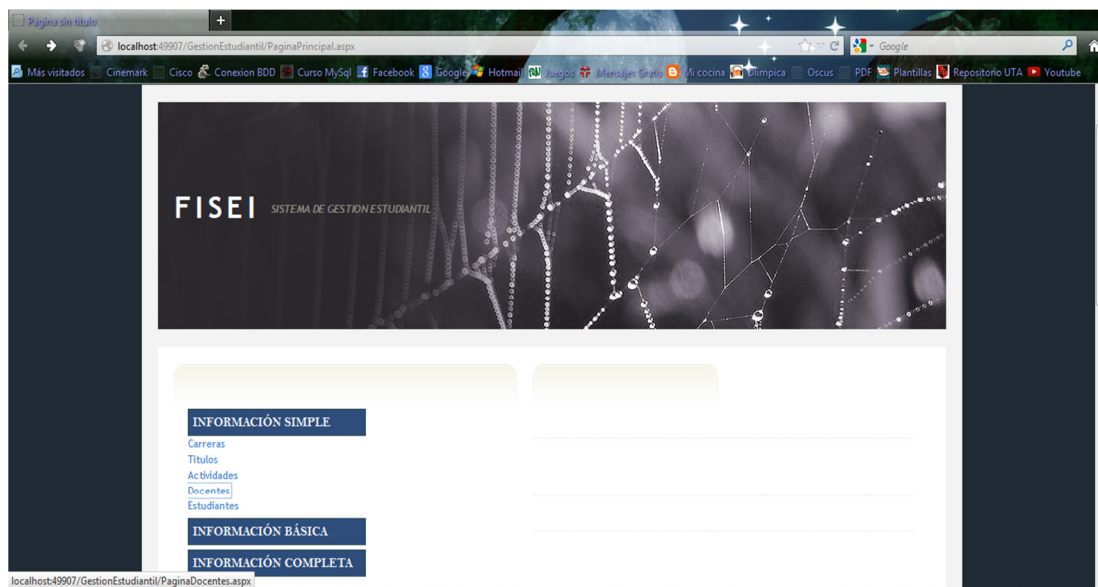 Página sin título
+
localhost:49907/GestionEstudiantil/PaginaPrincipal.aspx
Google
Más visitados Cinemark Cisco Conexion BDD Curso MySql Facebook Google Hotmail Juegos Mensajes Gratis Mi cocina Olimpica Oscus PDF Plantillas Repositorio UTA Youtube
FISEI SISTEMA DE GESTION ESTUDIANTIL
INFORMACIÓN SIMPLE
Carreras
Titulos
Actividades
Docentes
Estudiantes
INFORMACIÓN BÁSICA
INFORMACIÓN COMPLETA
localhost:49907/GestionEstudiantil/PaginaDocentes.aspx